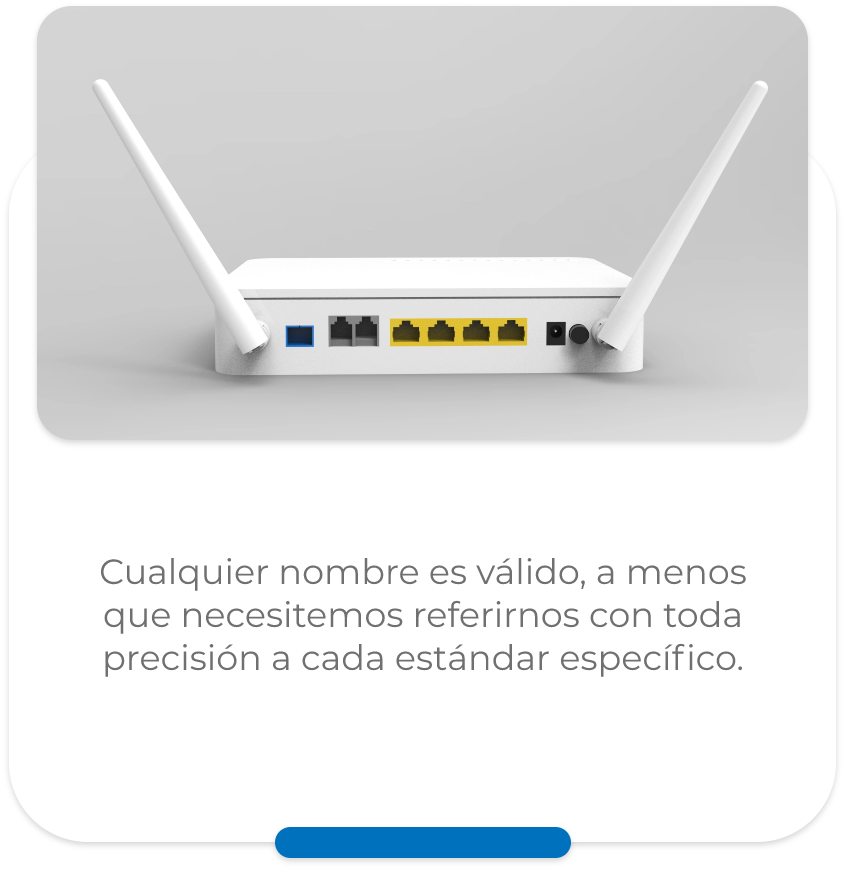 Cualquier nombre es válido, a menos
que necesitemos referirnos con toda
precisión a cada estándar específico.